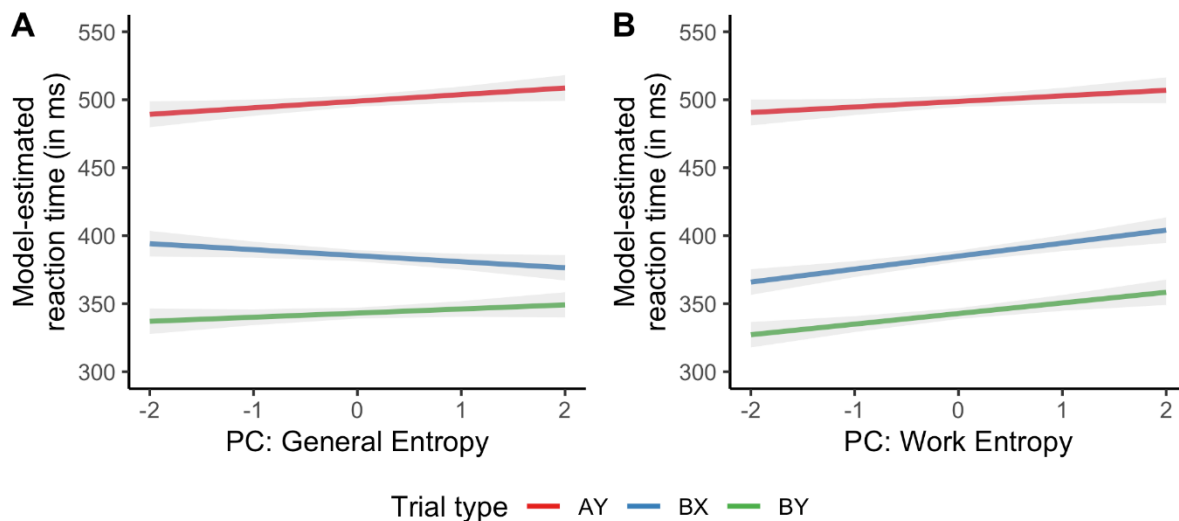 A
Model-estimated
reaction time (in ms)
550
500
450
400
350
300
-2 -1 0 1 2
PC: General Entropy
B
Model-estimated
reaction time (in ms)
550
500
450
400
350
300
-2 -1 0 1 2
PC: Work Entropy
Trial type AY BX BY